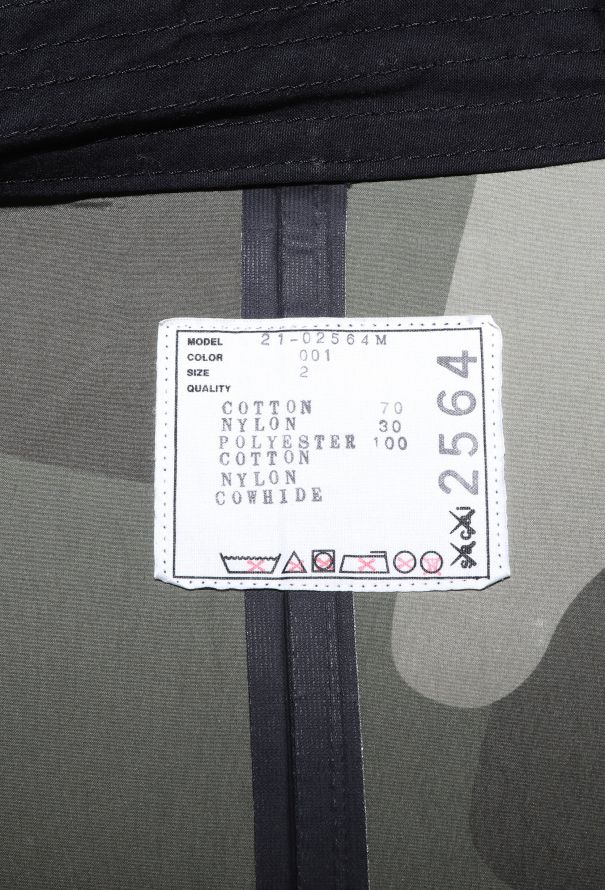 MODEL 21-02564M
COLOR 001
SIZE 2
QUALITY
COTTON 70
NYLON 30
POLYESTER 100
COTTON
NYLON
COWHIDE
2564
sacai